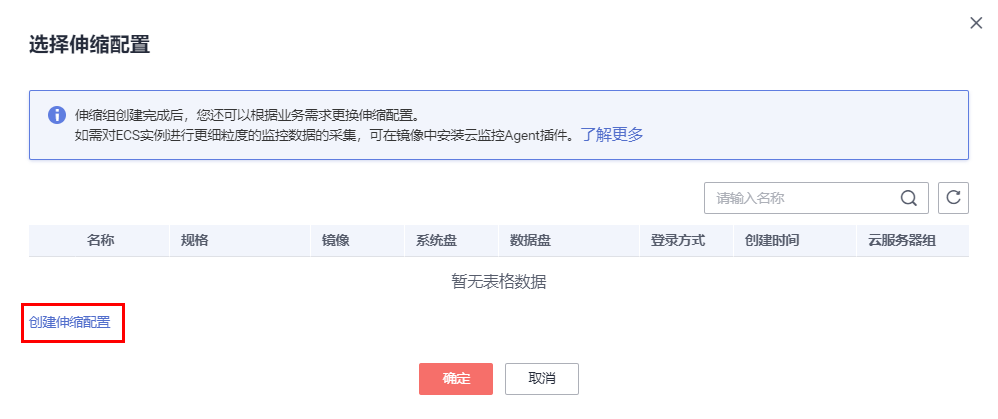 选择伸缩配置
伸缩组创建完成后，您还可以根据业务需求更换伸缩配置。
如需对ECS实例进行更细粒度的监控数据的采集，可在镜像中安装云监控Agent插件。了解更多
请输入名称
名称 规格 镜像 系统盘 数据盘 登录方式 创建时间 云服务器组
暂无表格数据
创建伸缩配置
确定 取消